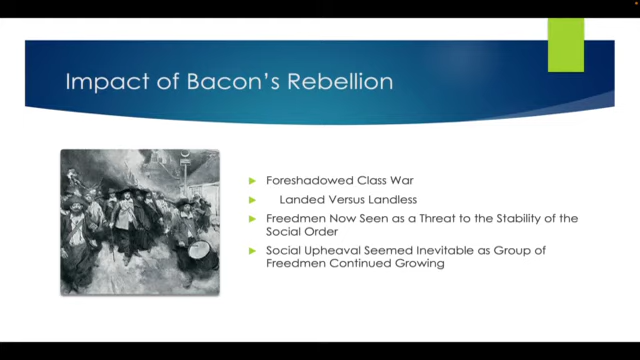 Impact of Bacon's Rebellion
Foreshadowed Class War
Landed Versus Landless
Freedmen Now Seen as a Threat to the Stability of the
Social Order
Social Upheaval Seemed Inevitable as Group of
Freedmen Continued Growing